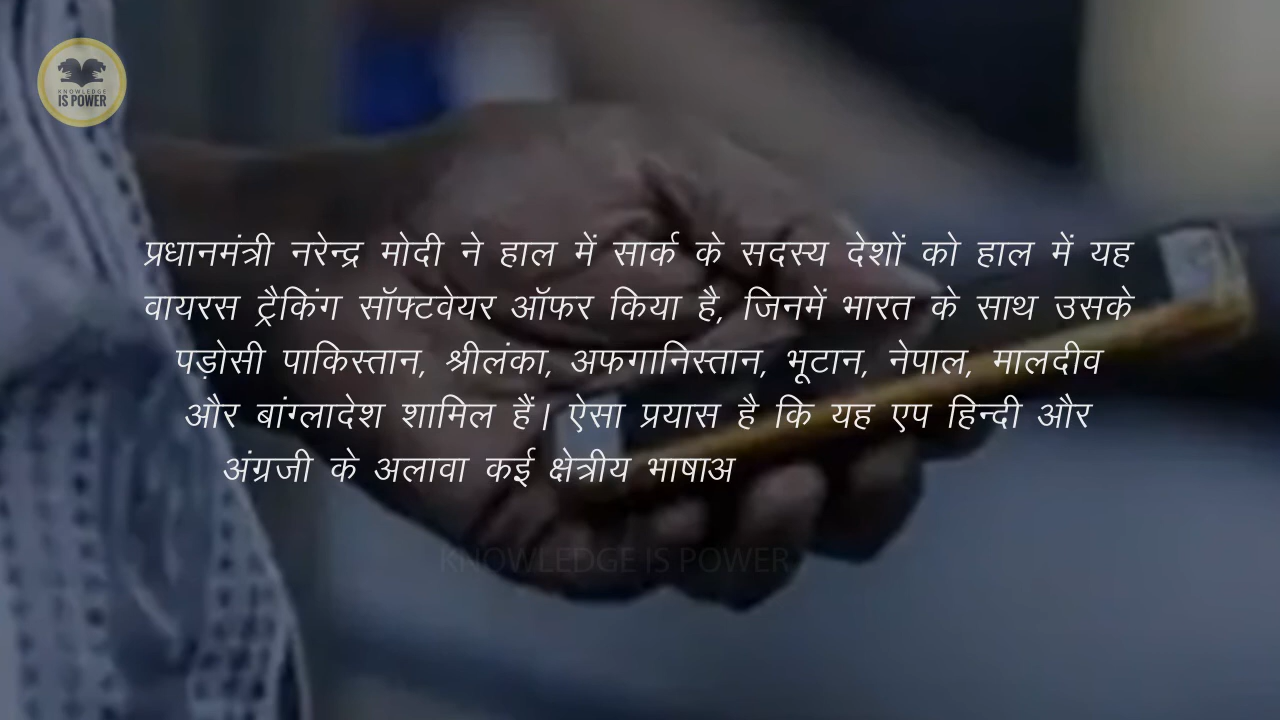 KNOWLEDGE
IS POWER
प्रधानमंत्री नरेन्द्र मोदी ने हाल में सार्क के सदस्य देशों को हाल में यह
वायरस ट्रैकिंग सॉफ्टवेयर ऑफर किया है, जिनमें भारत के साथ उसके
पड़ोसी पाकिस्तान, श्रीलंका, अफगानिस्तान, भूटान, नेपाल, मालदीव
और बांग्लादेश शामिल हैं। ऐसा प्रयास है कि यह एप हिन्दी और
अंग्रजी के अलावा कई क्षेत्रीय भाषाअ
KNOWLEDGE IS POWER